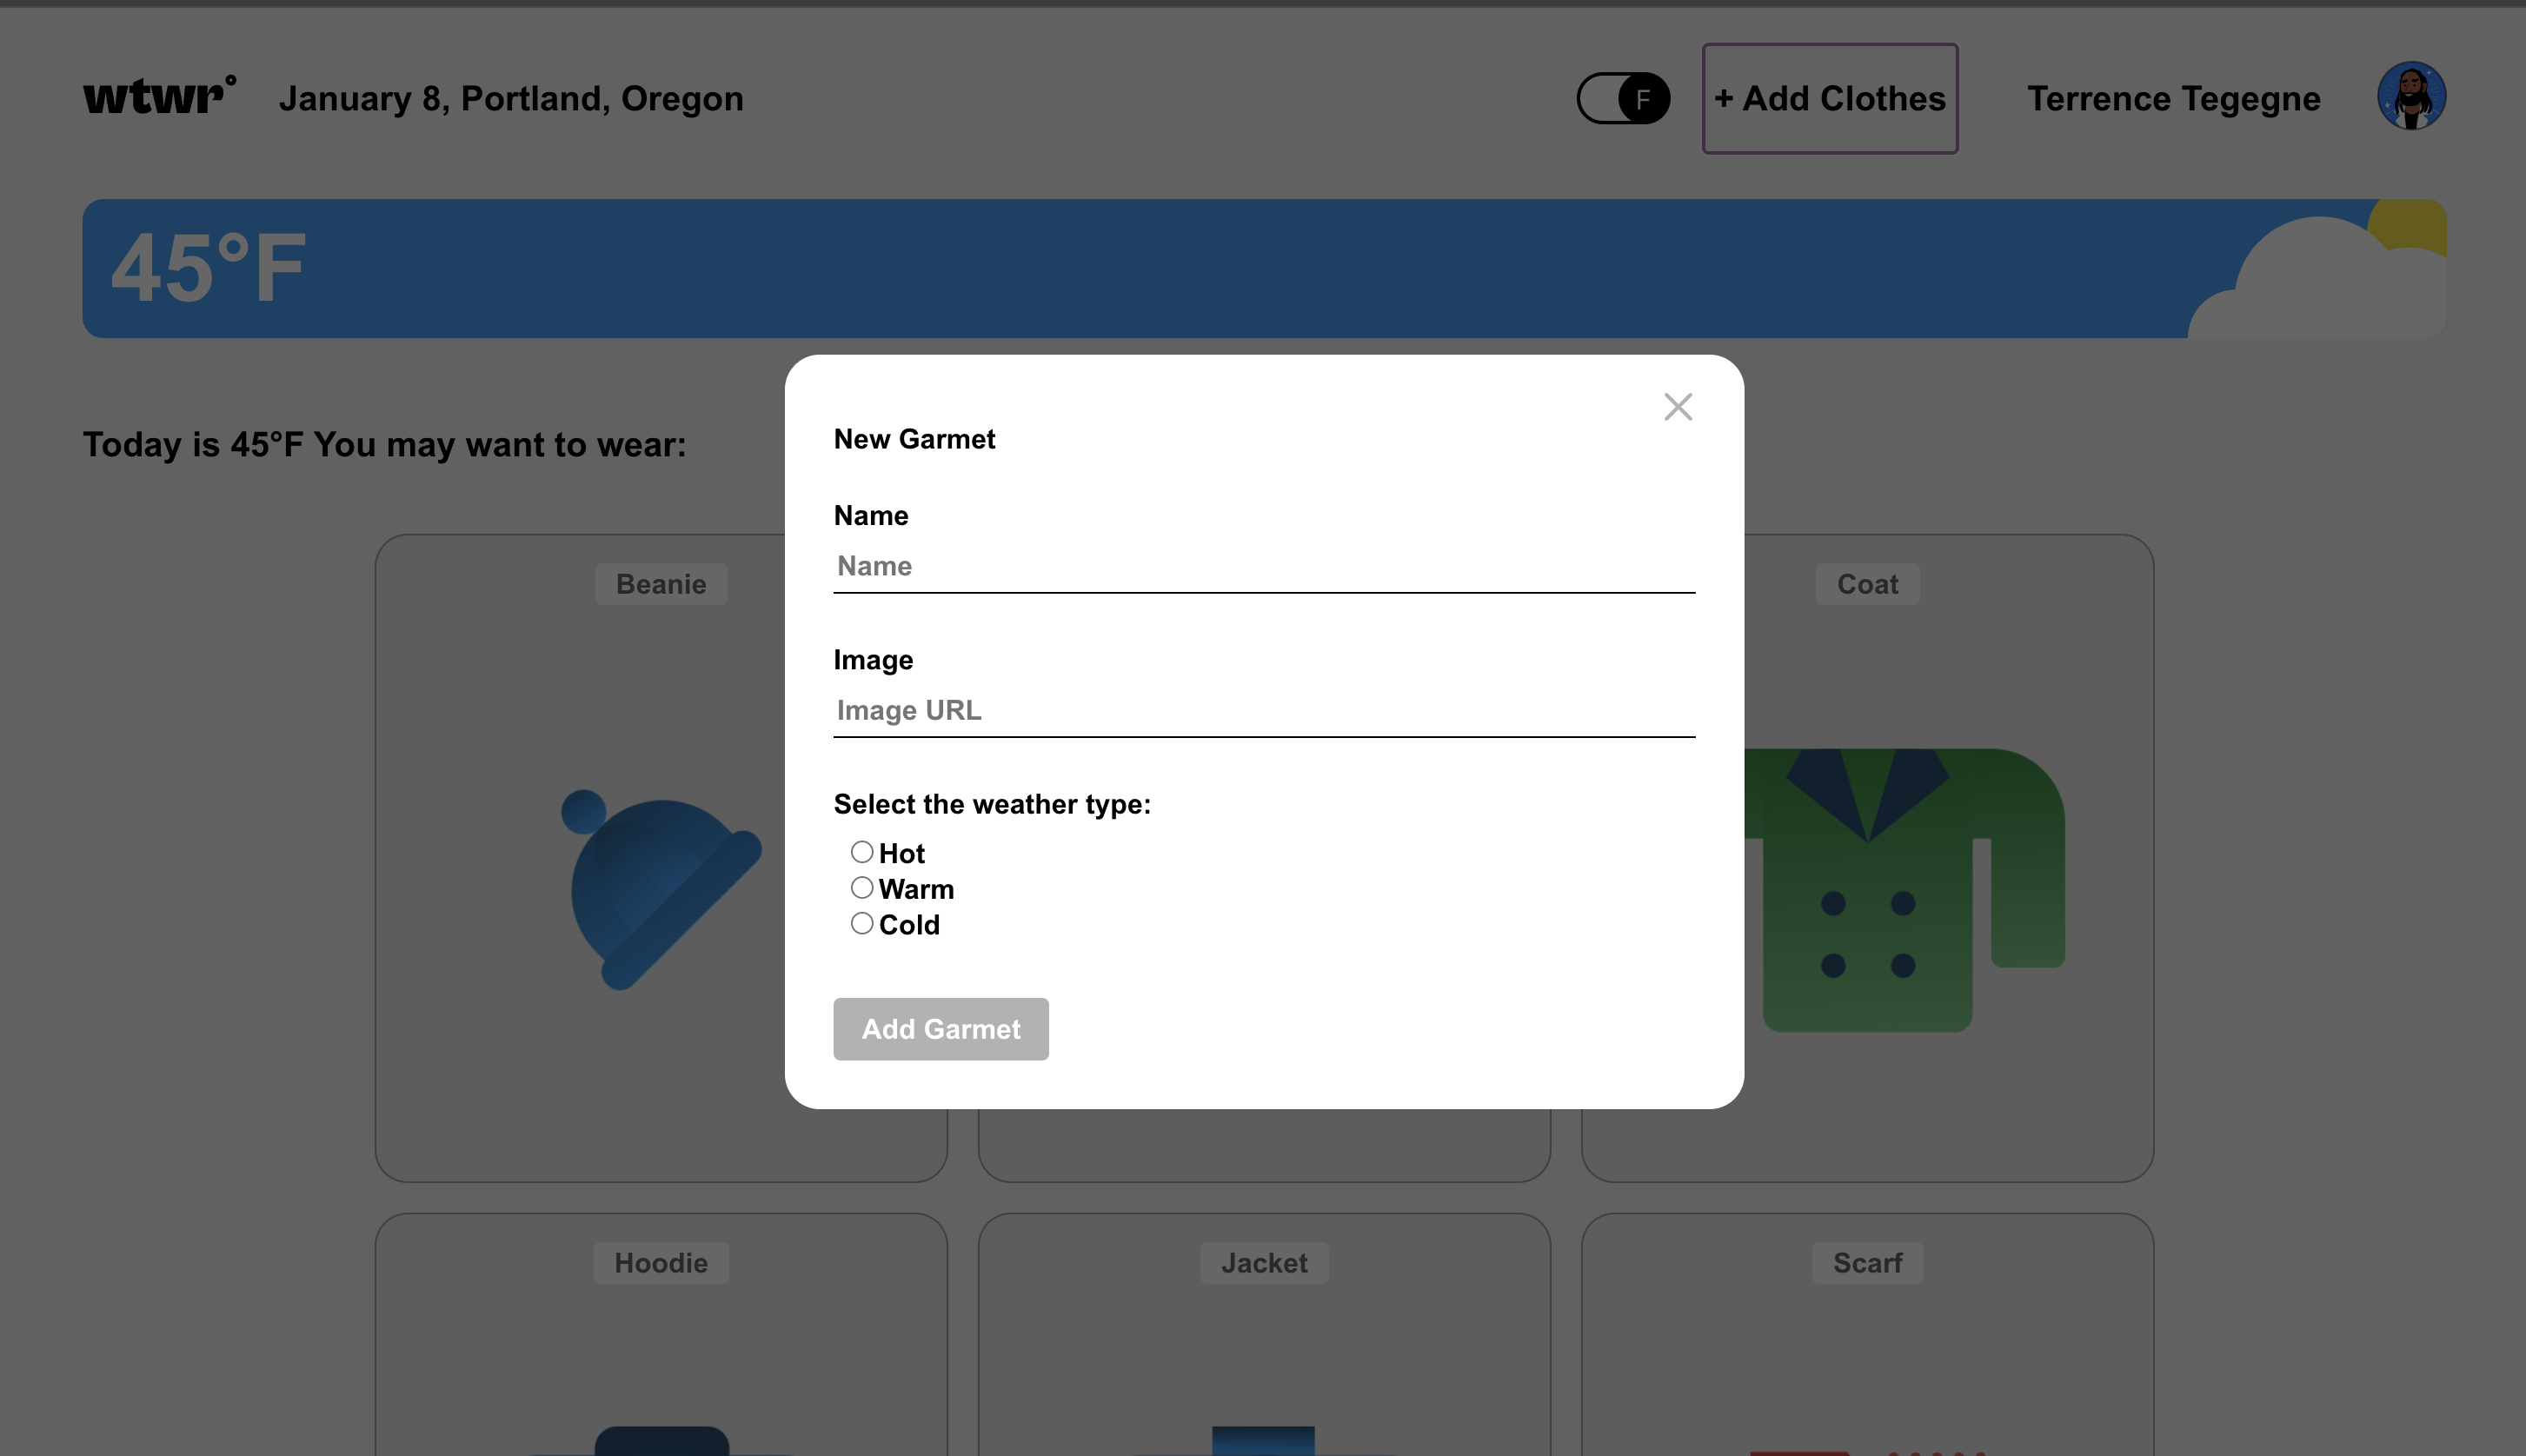 wtwr°
January 8, Portland, Oregon
F
+ Add Clothes
Terrence Tegegne
45°F
Today is 45°F You may want to wear:
New Garmet
Name
Name
Image
Image URL
Select the weather type:
Hot
Warm
Cold
Add Garmet
Beanie
Coat
Hoodie
Jacket
Scarf